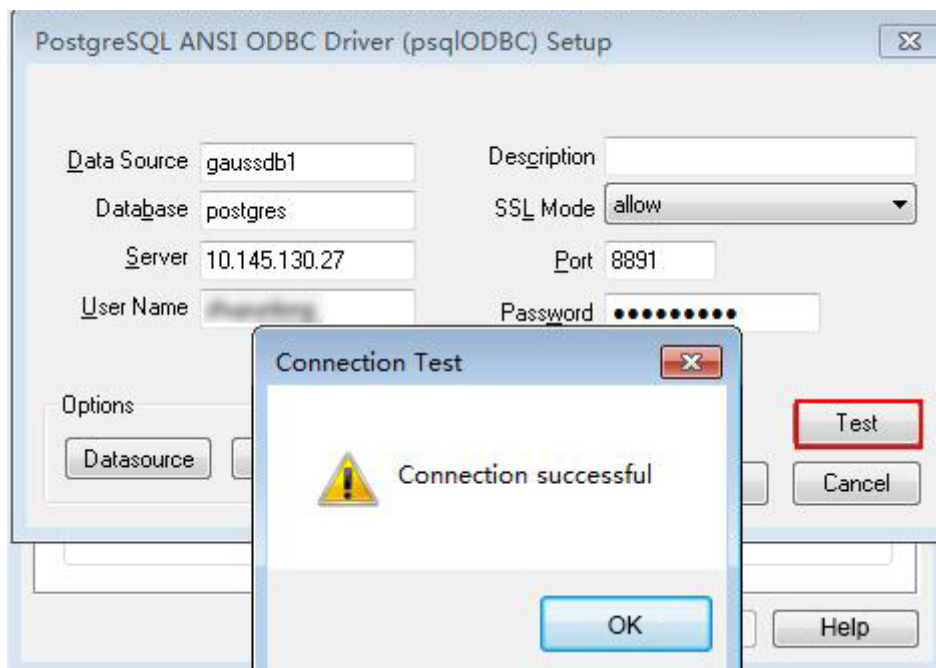 PostgreSQL ANSI ODBC Driver (psqlODBC) Setup
Data Source gaussdb1
Description
Database postgres
SSL Mode allow
Server 10.145.130.27
Port 8891
User Name
Password •••••••••
Connection Test
Options
Test
Datasource
Connection successful
Cancel
OK
Help